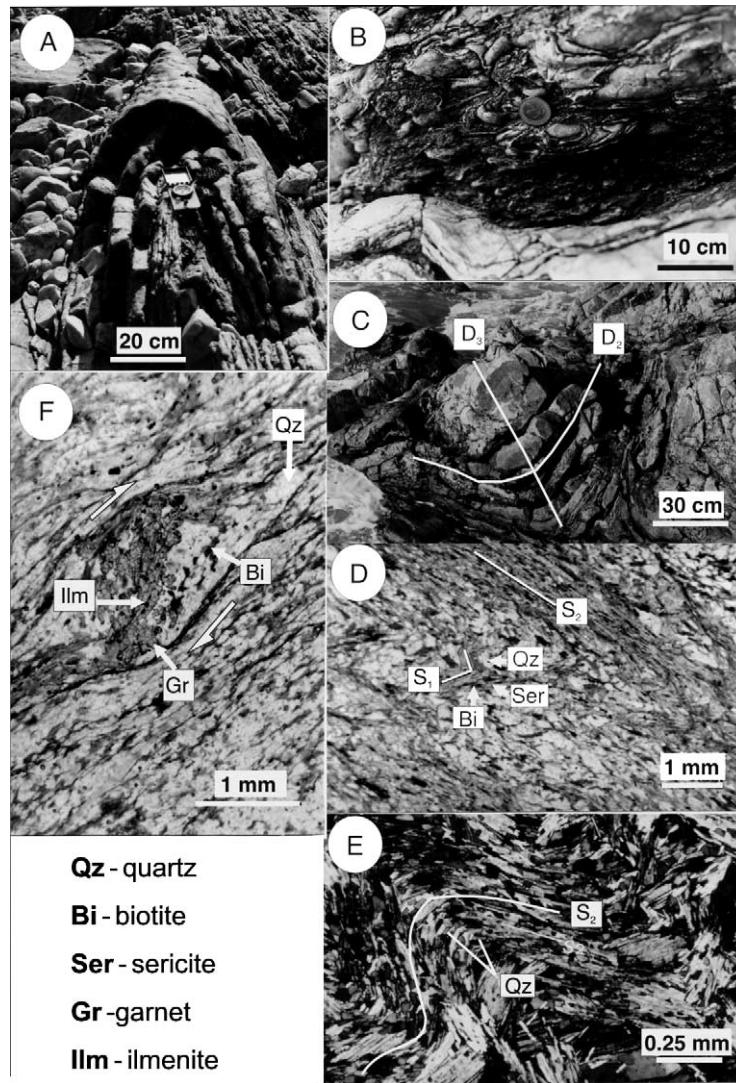 A
20 cm
B
10 cm
C
D₃
D₂
30 cm
D
S₂
S₁
Qz
Ser
Bi
1 mm
E
S₂
Qz
0.25 mm
F
Qz
Bi
Ilm
Gr
1 mm
Qz - quartz
Bi - biotite
Ser - sericite
Gr -garnet
Ilm - ilmenite